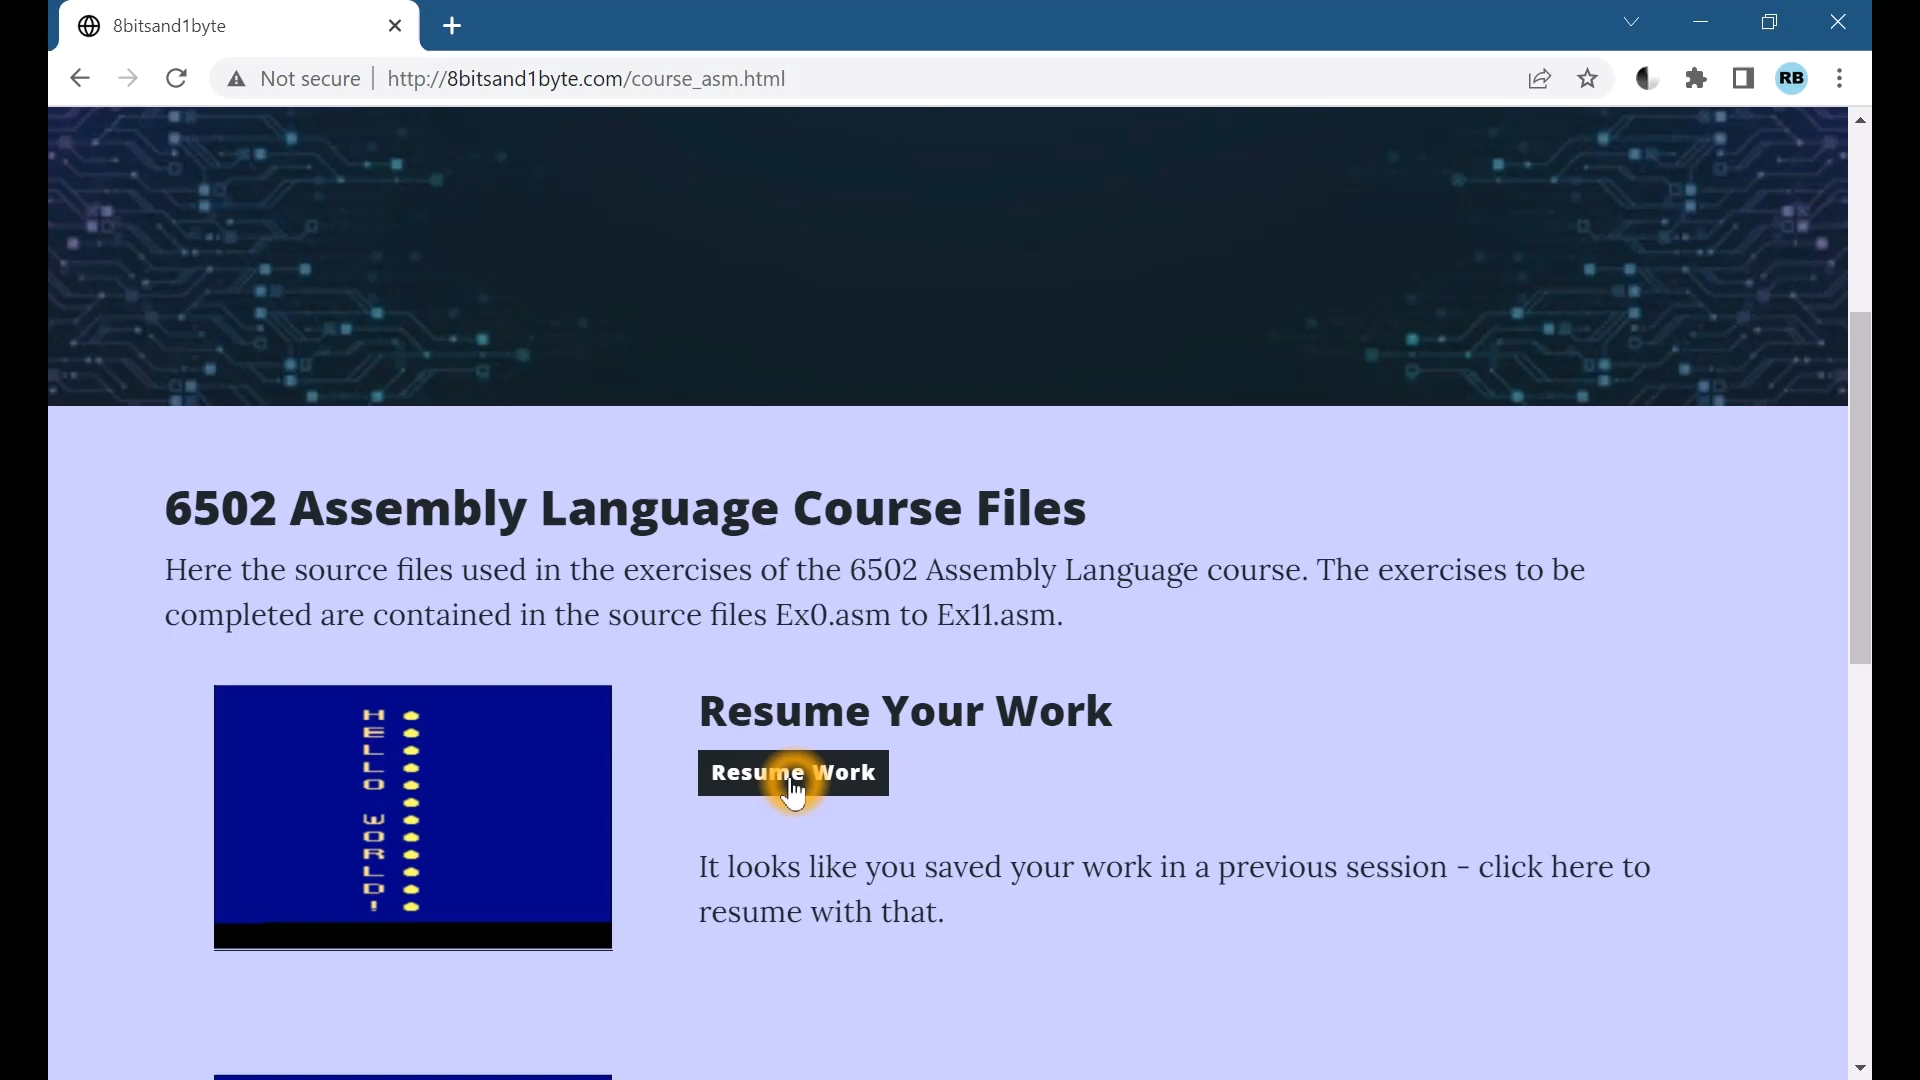 8bitsand1byte
Not secure
http://8bitsand1byte.com/course_asm.html
RB
6502 Assembly Language Course Files
Here the source files used in the exercises of the 6502 Assembly Language course. The exercises to be
completed are contained in the source files Ex0.asm to Ex11.asm.
HELLO WORLD!
Resume Your Work
Resume Work
It looks like you saved your work in a previous session - click here to
resume with that.